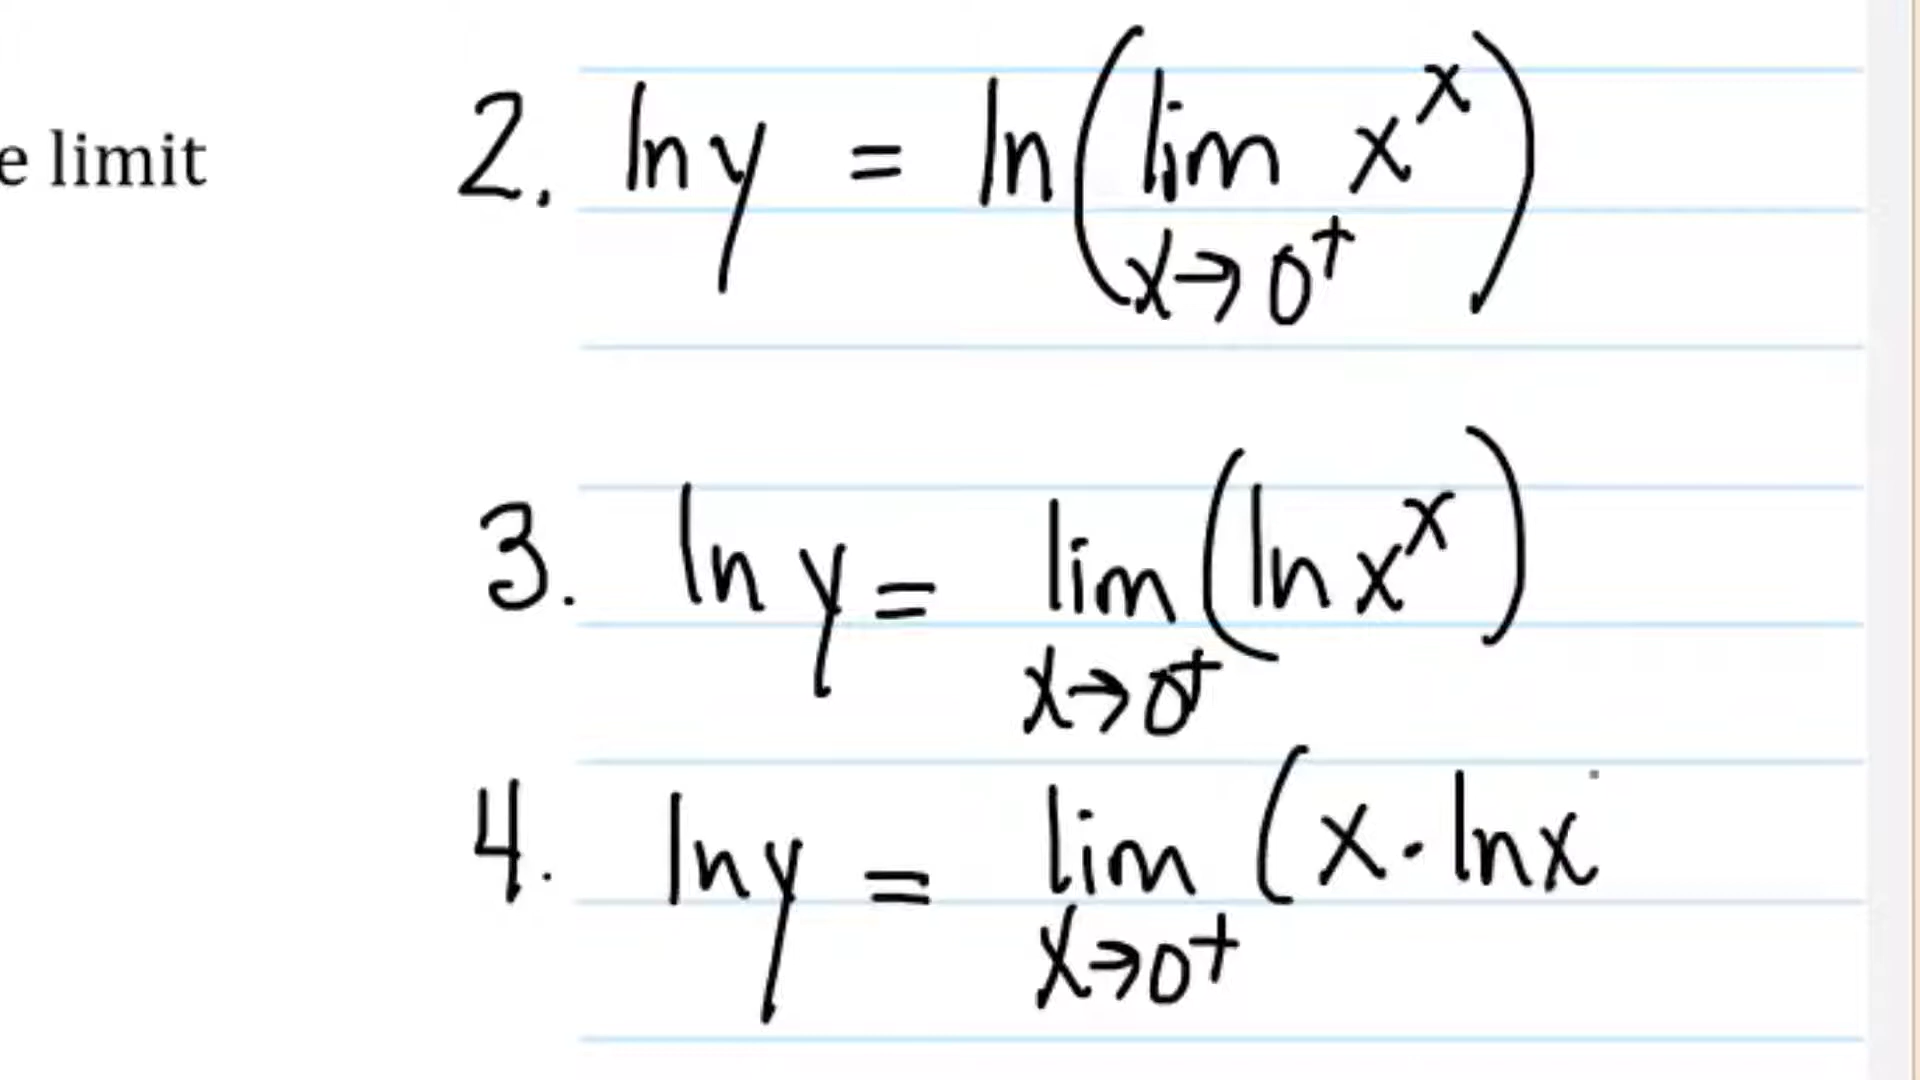 e limit
2. ln y = ln(lim x^x)
x→0⁺
3. ln y = lim (ln x^x)
x→0⁺
4. ln y = lim (x · ln x
x→0⁺